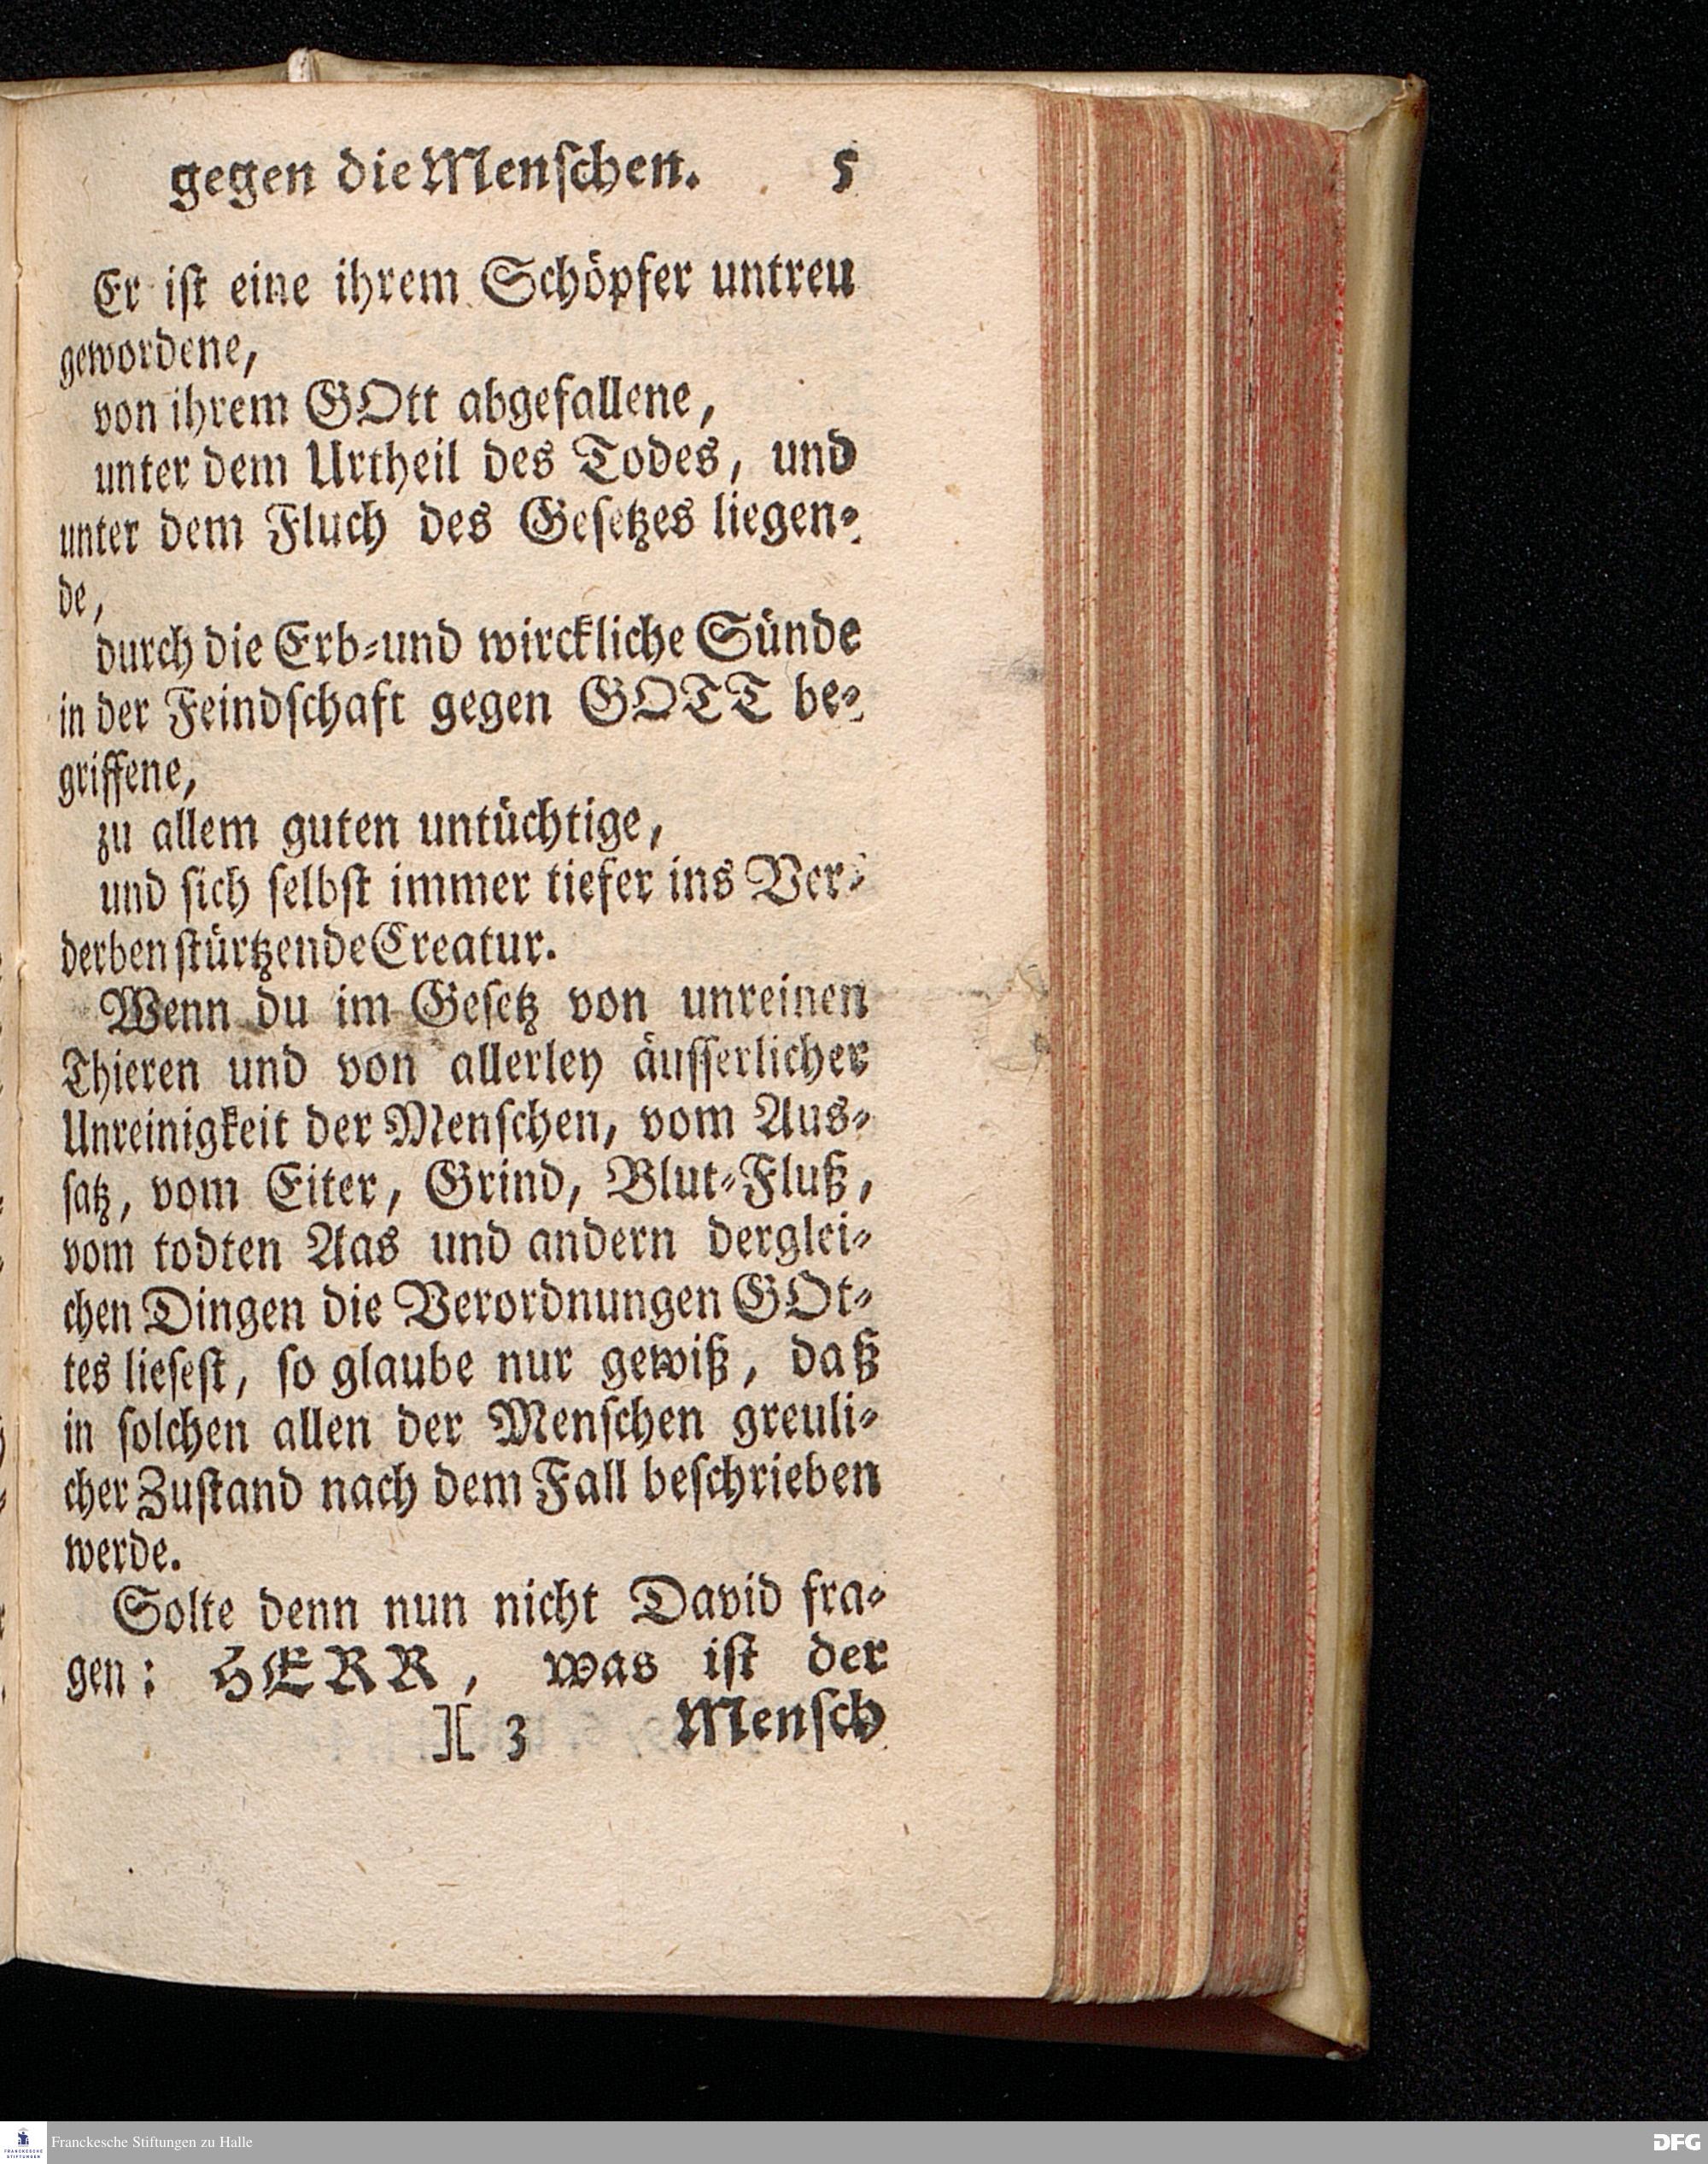 gegen die Menſchen. 5
Er iſt eine ihrem Schöpfer untreu
gewordene,
von ihrem GOtt abgefallene,
unter dem Urtheil des Todes, und
unter dem Fluch des Geſetzes liegen⸗
de,
durch die Erb⸗und wirckliche Sünde
in der Feindſchaft gegen GOTT be⸗
griffene,
zu allem guten untüchtige,
und ſich ſelbſt immer tiefer ins Ver⸗
derben ſtürtzende Creatur.
Wenn du im Geſetz von unreinen
Thieren und von allerley äuſſerlicher
Unreinigkeit der Menſchen, vom Aus⸗
ſatz, vom Eiter, Grind, Blut⸗Fluß,
vom todten Aas und andern derglei⸗
chen Dingen die Verordnungen GOt⸗
tes lieſeſt, ſo glaube nur gewiß, daß
in ſolchen allen der Menſchen greuli⸗
cher Zuſtand nach dem Fall beſchrieben
werde.
Solte denn nun nicht David fra⸗
gen: HERR, was iſt der
][ 3 Menſch
Franckesche Stiftungen zu Halle
FRANCKESCHE
STIFTUNGEN
DFG